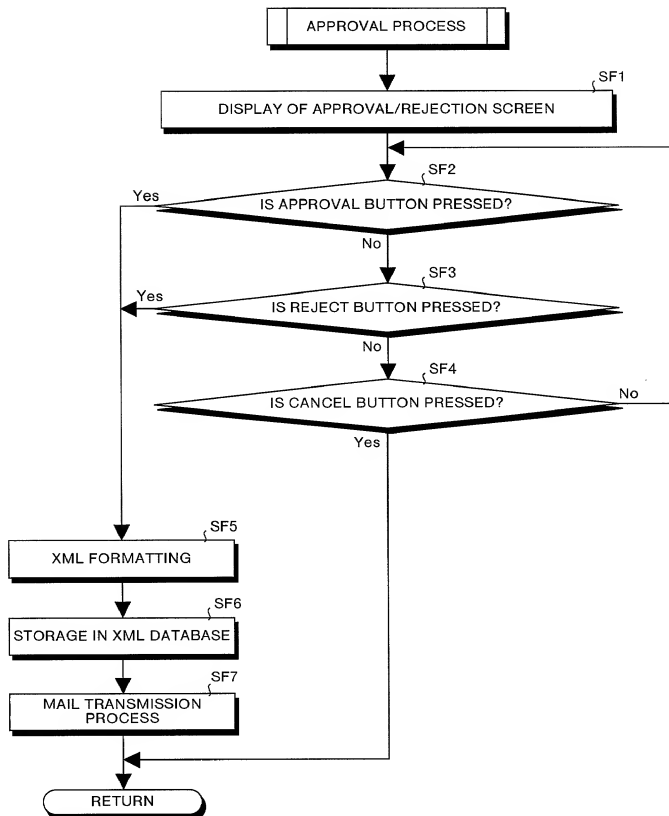 APPROVAL PROCESS
SF1
DISPLAY OF APPROVAL/REJECTION SCREEN
SF2
Yes
IS APPROVAL BUTTON PRESSED?
No
SF3
Yes
IS REJECT BUTTON PRESSED?
No
SF4
IS CANCEL BUTTON PRESSED?
No
Yes
SF5
XML FORMATTING
SF6
STORAGE IN XML DATABASE
SF7
MAIL TRANSMISSION
PROCESS
RETURN